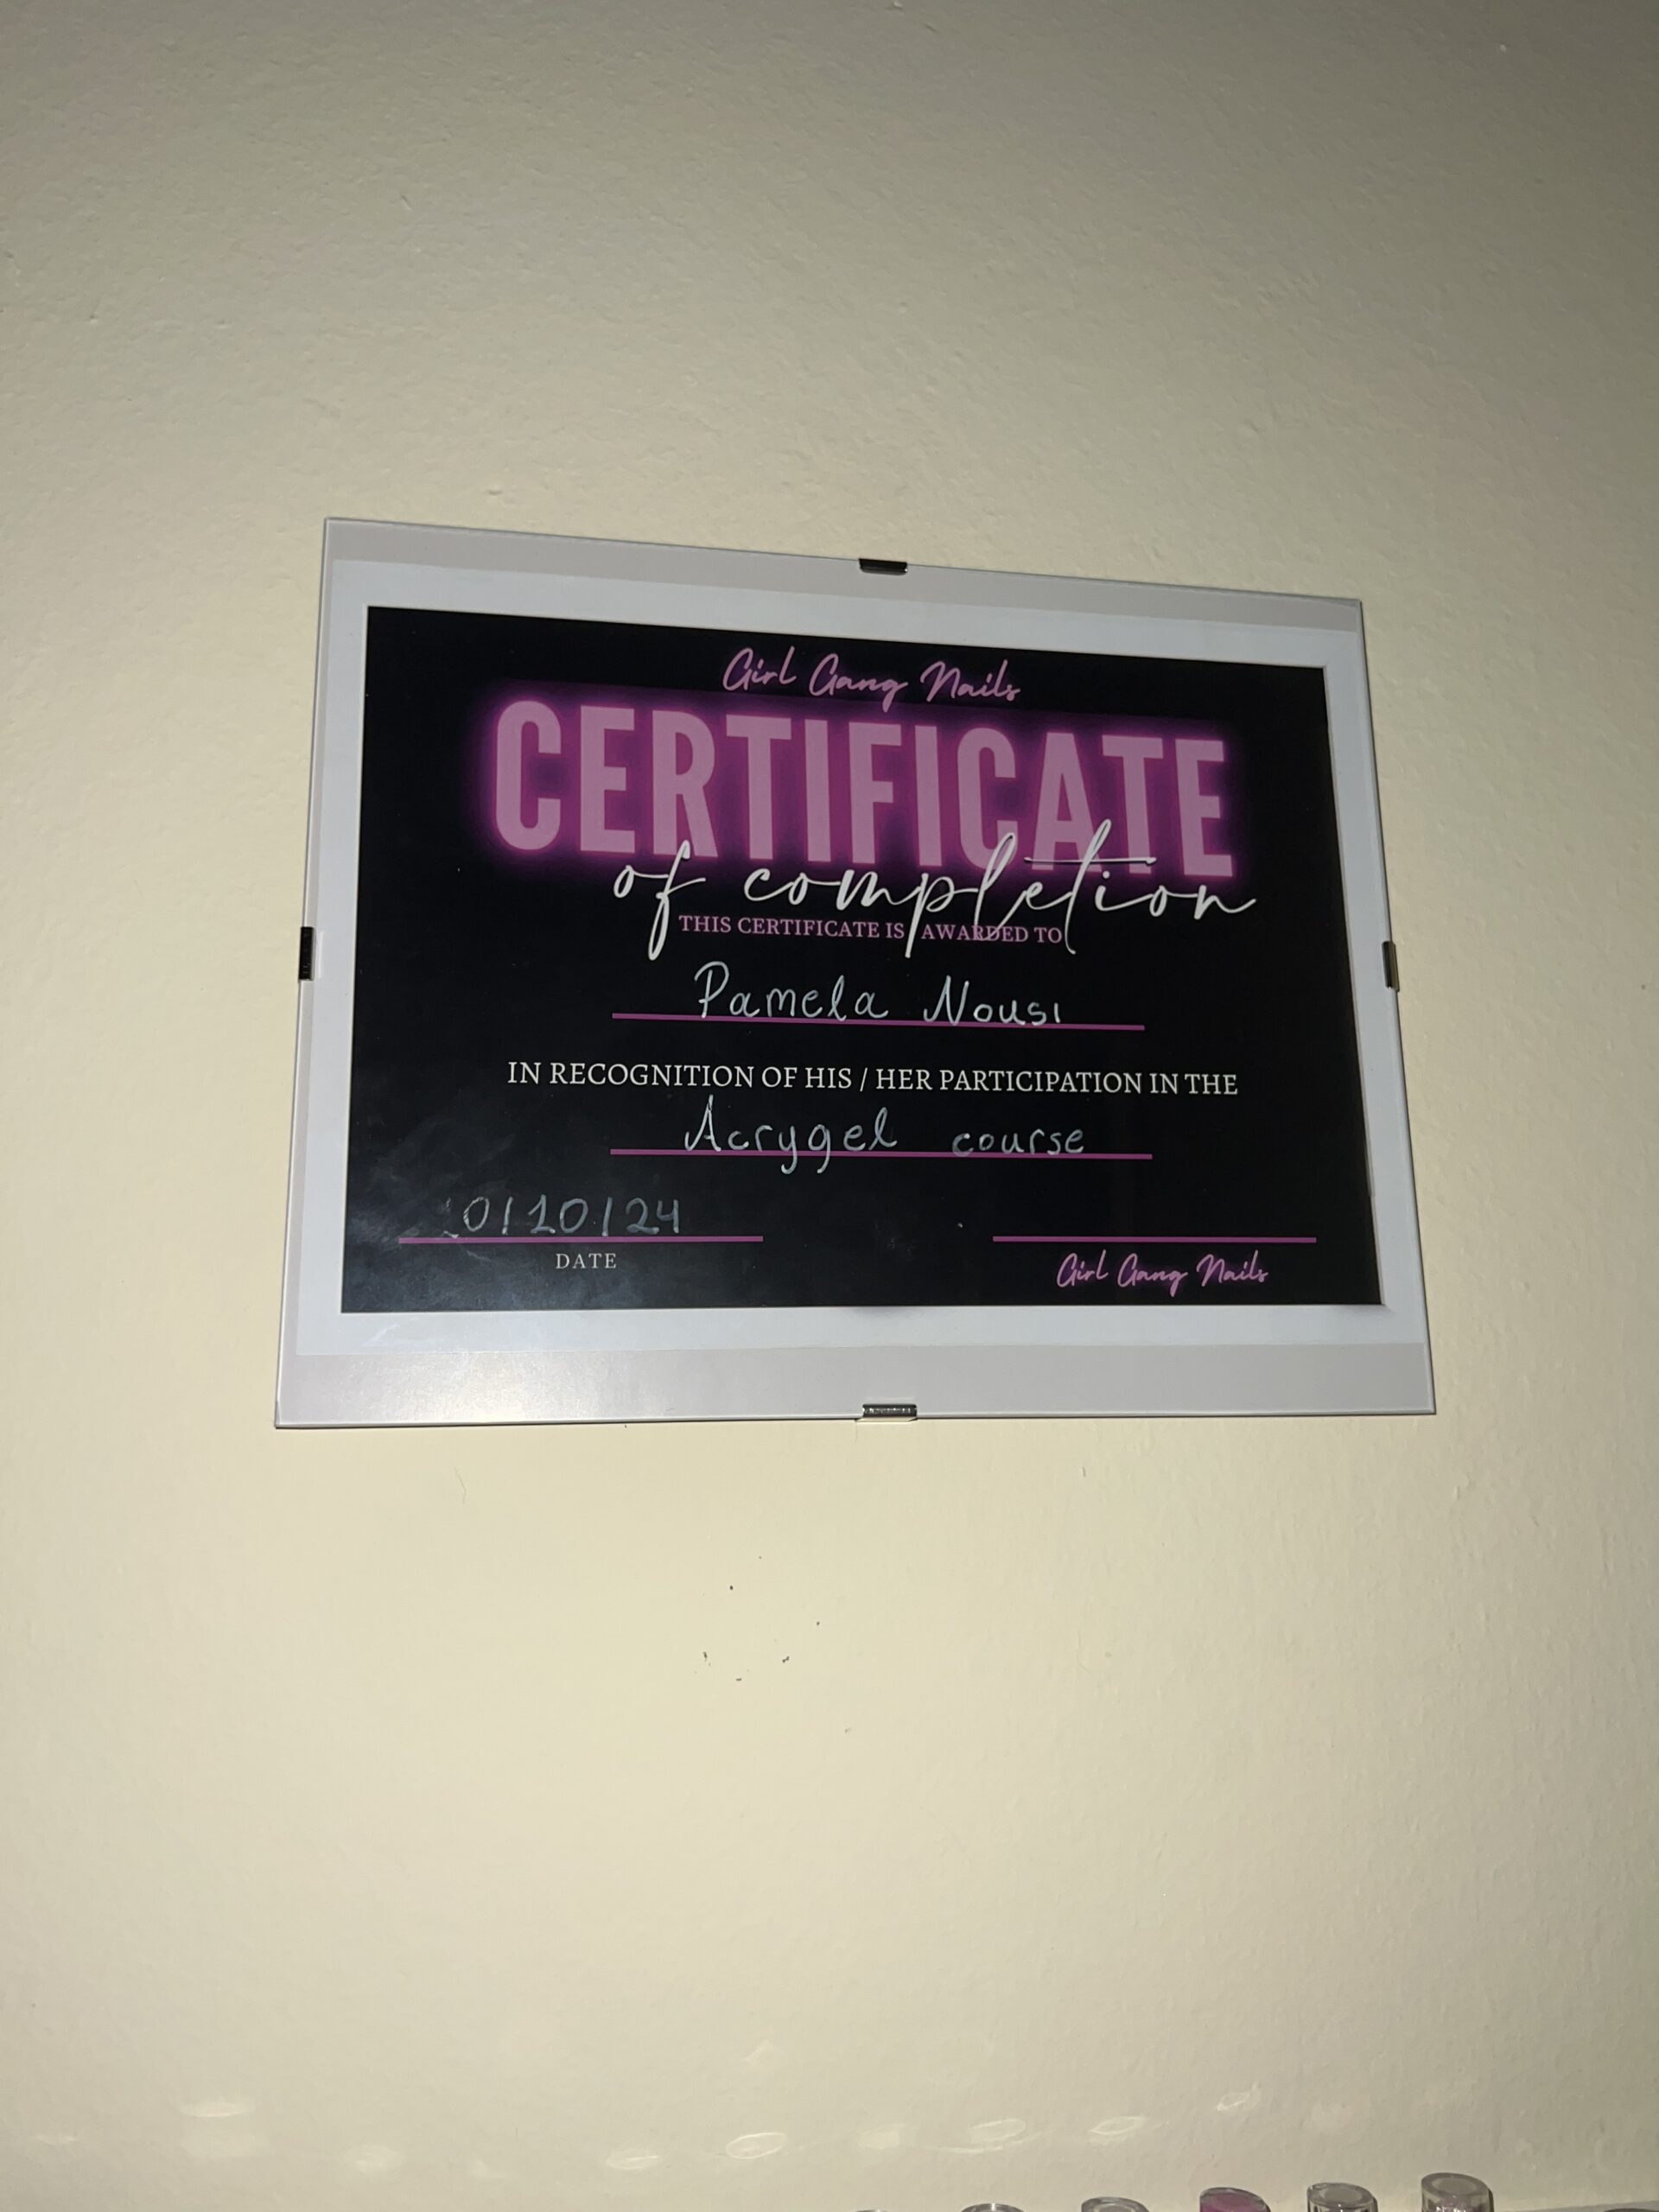 Girl Gang Nails
CERTIFICATE
of completion
THIS CERTIFICATE IS AWARDED TO
Pamela Nousi
IN RECOGNITION OF HIS / HER PARTICIPATION IN THE
Acrygel course
DATE
Girl Gang Nails